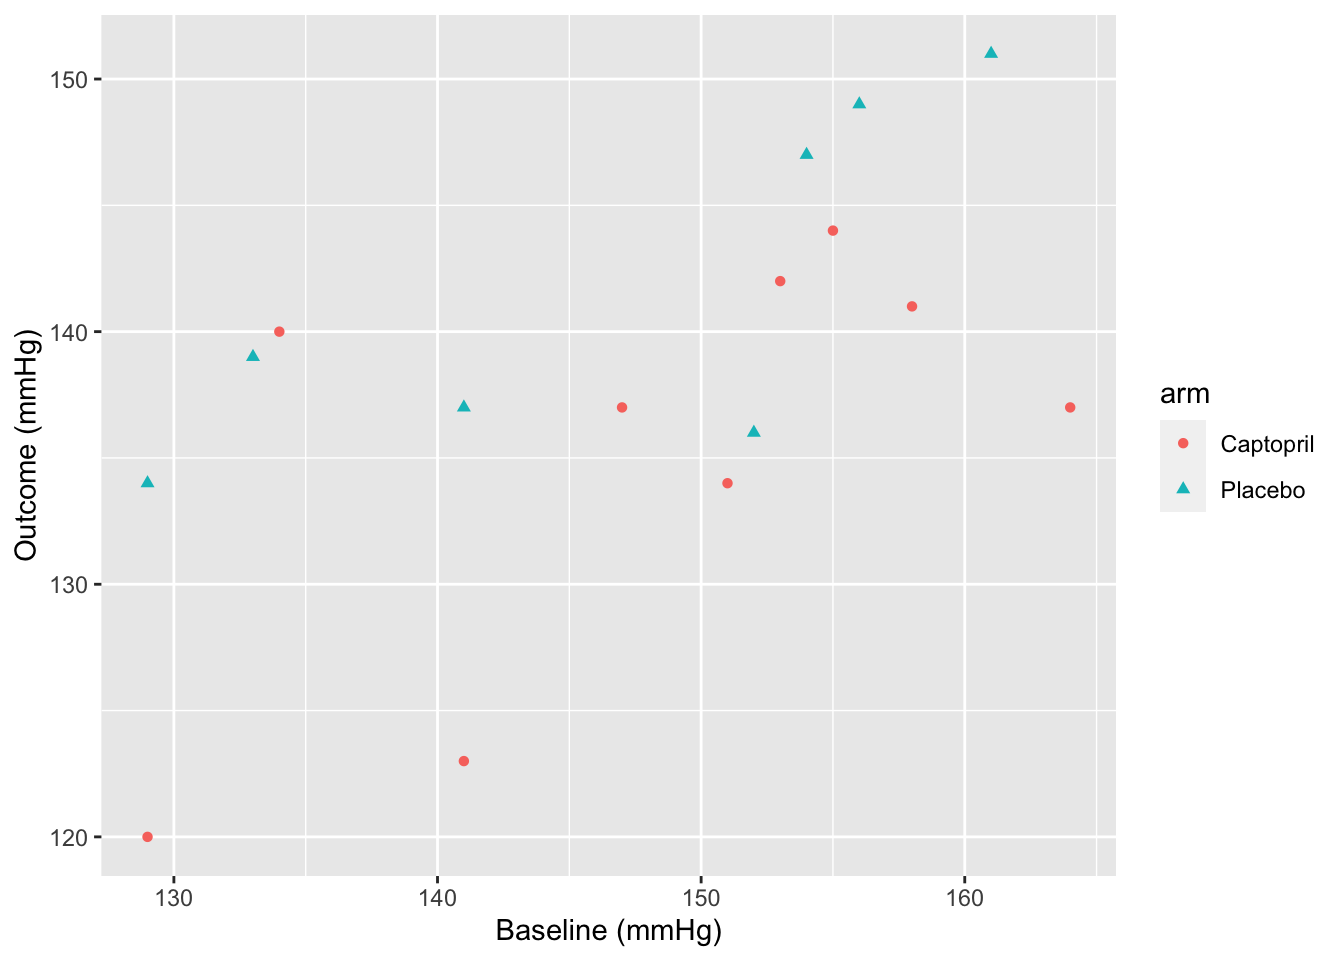 150
140
130
120
Outcome (mmHg)
130 140 150 160
Baseline (mmHg)
arm
Captopril
Placebo